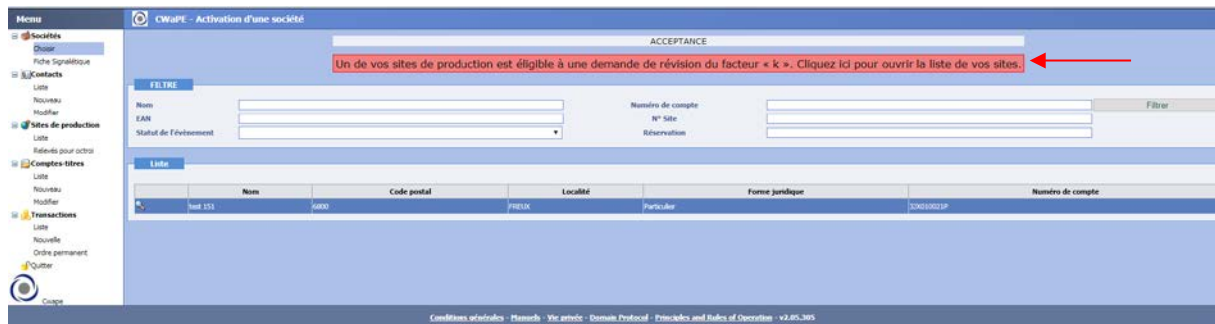 Menu
CWaPE - Activation d'une société
Sociétés
Choisir
Fiche Signalétique
Contacts
Liste
Nouveau
Modifier
Sites de production
Liste
Relevés pour octroi
Comptes-titres
Liste
Nouveau
Modifier
Transactions
Liste
Nouvelle
Ordre permanent
Quitter
Cwape
ACCEPTANCE
Un de vos sites de production est éligible à une demande de révision du facteur « k ». Cliquez ici pour ouvrir la liste de vos sites.
FILTRE
Nom Numéro de compte Filtrer
EAN N° Site
Statut de l'évènement Réservation
Liste
Nom Code postal Localité Forme juridique Numéro de compte
test 151 6800 FREUX Particulier
Conditions générales - Manuels - Vie privée - Domain Protocol - Principles and Rules of Operation - v2.05.305